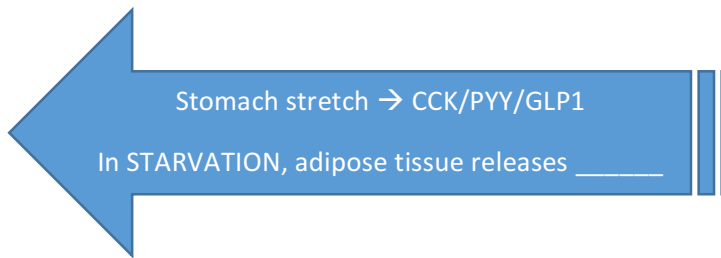 Stomach stretch → CCK/PYY/GLP1
In STARVATION, adipose tissue releases ______